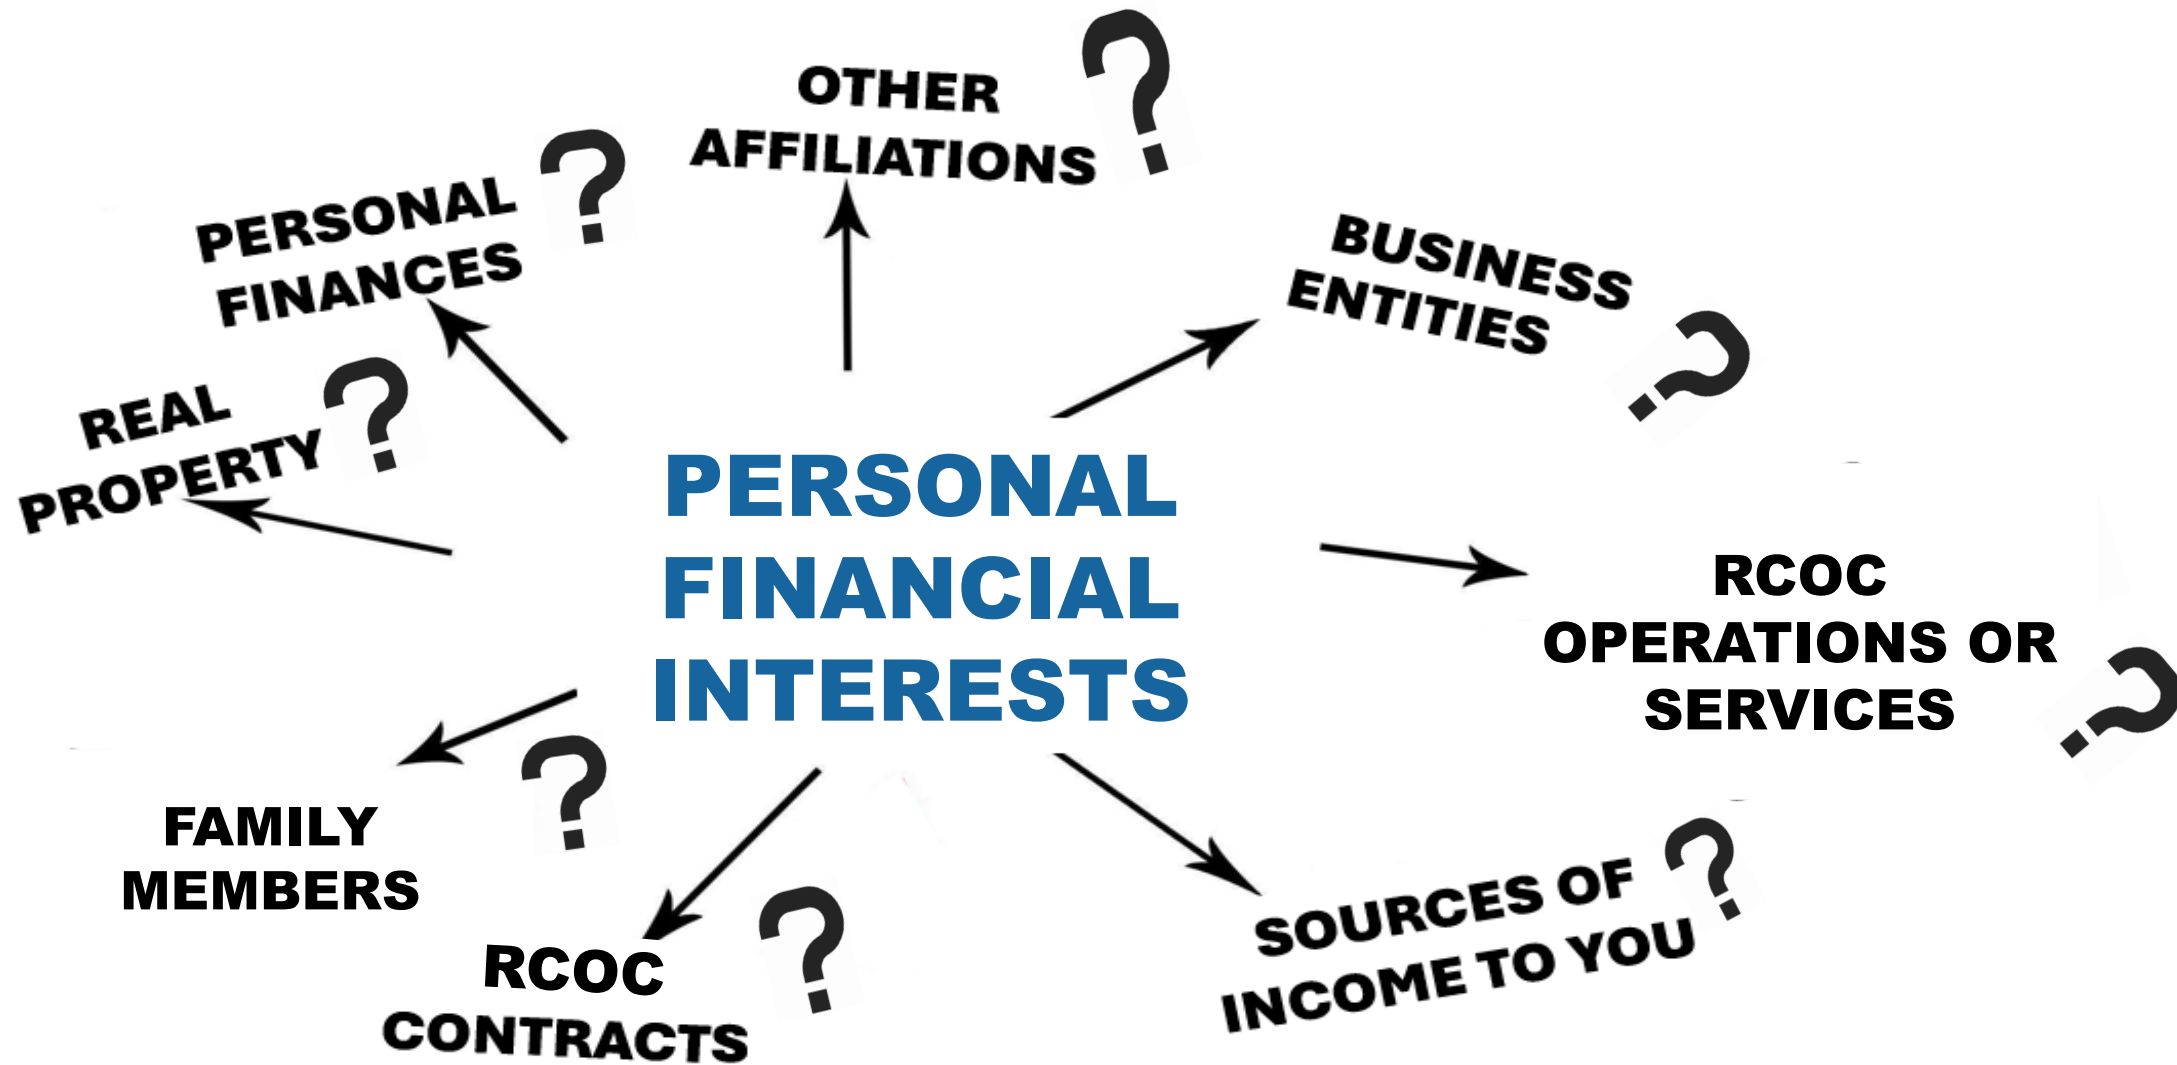 OTHER
AFFILIATIONS ?
PERSONAL
FINANCES ?
BUSINESS
ENTITIES ?
REAL
PROPERTY ?
PERSONAL
FINANCIAL
INTERESTS
RCOC
OPERATIONS OR
SERVICES ?
FAMILY
MEMBERS ?
RCOC
CONTRACTS ?
SOURCES OF
INCOME TO YOU ?